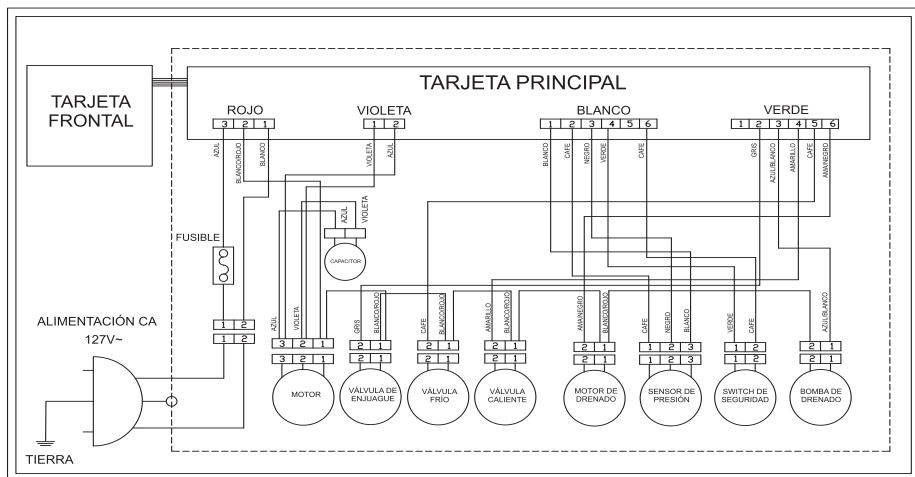 TARJETA PRINCIPAL
TARJETA
FRONTAL
ROJO
VIOLETA
BLANCO
VERDE
3 2 1
1 2
1 2 3 4 5 6
1 2 3 4 5 6
AZUL
BLANCO/ROJO
BLANCO
VIOLETA
AZUL
BLANCO
CAFE
NEGRO
VERDE
CAFE
GRIS
AZUL/BLANCO
AMARILLO
CAFE
AMA/NEGRO
AZUL
VIOLETA
FUSIBLE
CAPACITOR
ALIMENTACIÓN CA
127V~
1 2
1 2
TIERRA
AZUL
VIOLETA
GRIS
BLANCO/ROJO
CAFE
BLANCO/ROJO
AMARILLO
BLANCO/ROJO
AMA/NEGRO
BLANCO/ROJO
CAFE
NEGRO
BLANCO
VERDE
CAFE
AZUL/BLANCO
3 2 1
2 1
2 1
2 1
2 1
1 2 3
1 2
2 1
3 2 1
2 1
2 1
2 1
2 1
1 2 3
1 2
2 1
MOTOR
VÁLVULA DE
ENJUAGUE
VÁLVULA
FRÍO
VÁLVULA
CALIENTE
MOTOR DE
DRENADO
SENSOR DE
PRESIÓN
SWITCH DE
SEGURIDAD
BOMBA DE
DRENADO